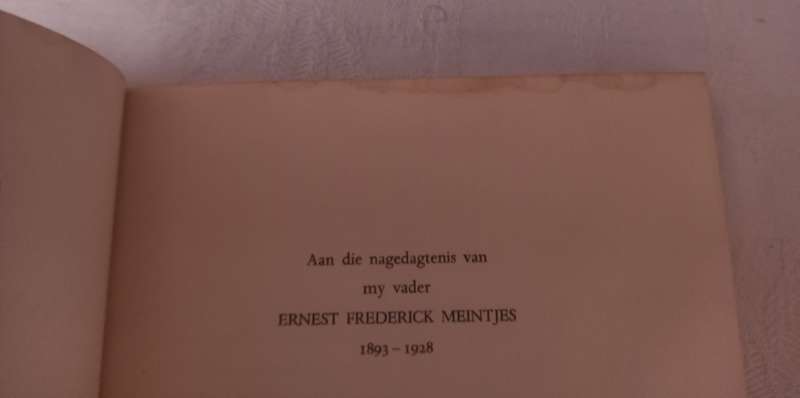 Aan die nagedagtenis van
my vader
ERNEST FREDERICK MEINTJES
1893 – 1928